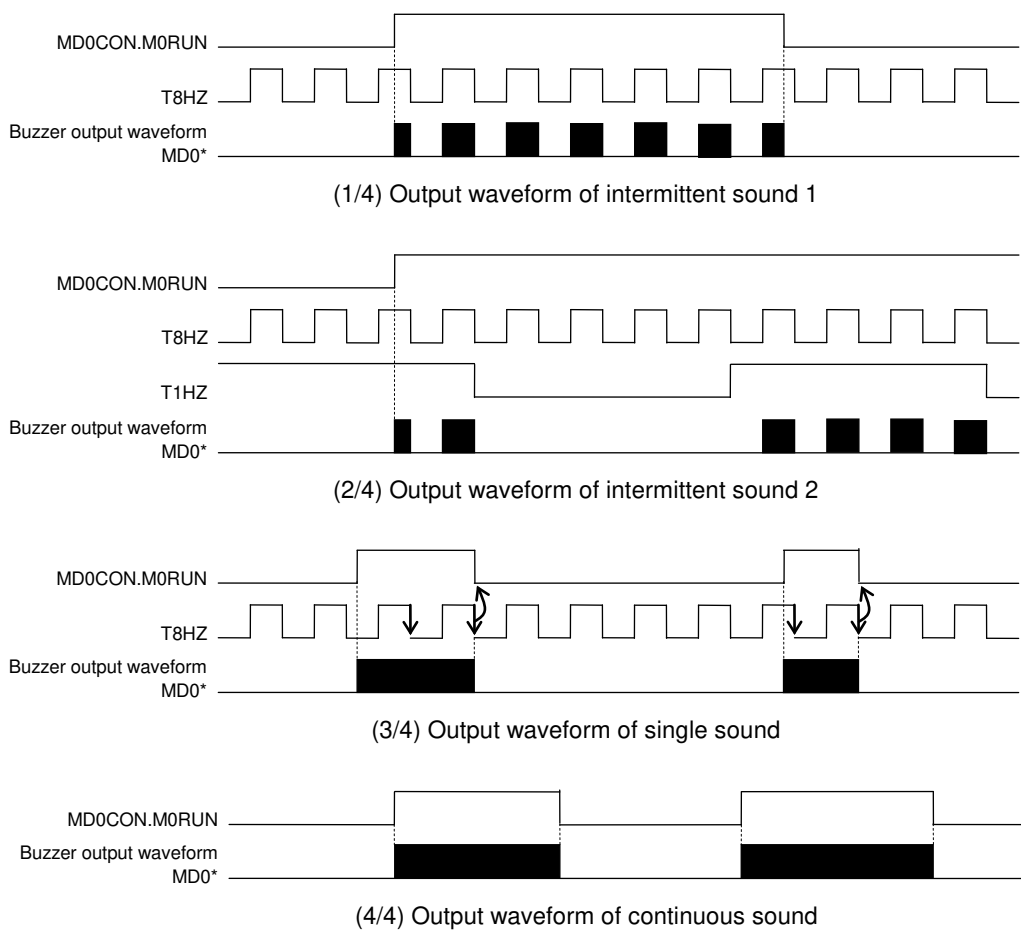 MD0CON.M0RUN
T8HZ
Buzzer output waveform
MD0*
(1/4) Output waveform of intermittent sound 1
MD0CON.M0RUN
T8HZ
T1HZ
Buzzer output waveform
MD0*
(2/4) Output waveform of intermittent sound 2
MD0CON.M0RUN
T8HZ
Buzzer output waveform
MD0*
(3/4) Output waveform of single sound
MD0CON.M0RUN
Buzzer output waveform
MD0*
(4/4) Output waveform of continuous sound